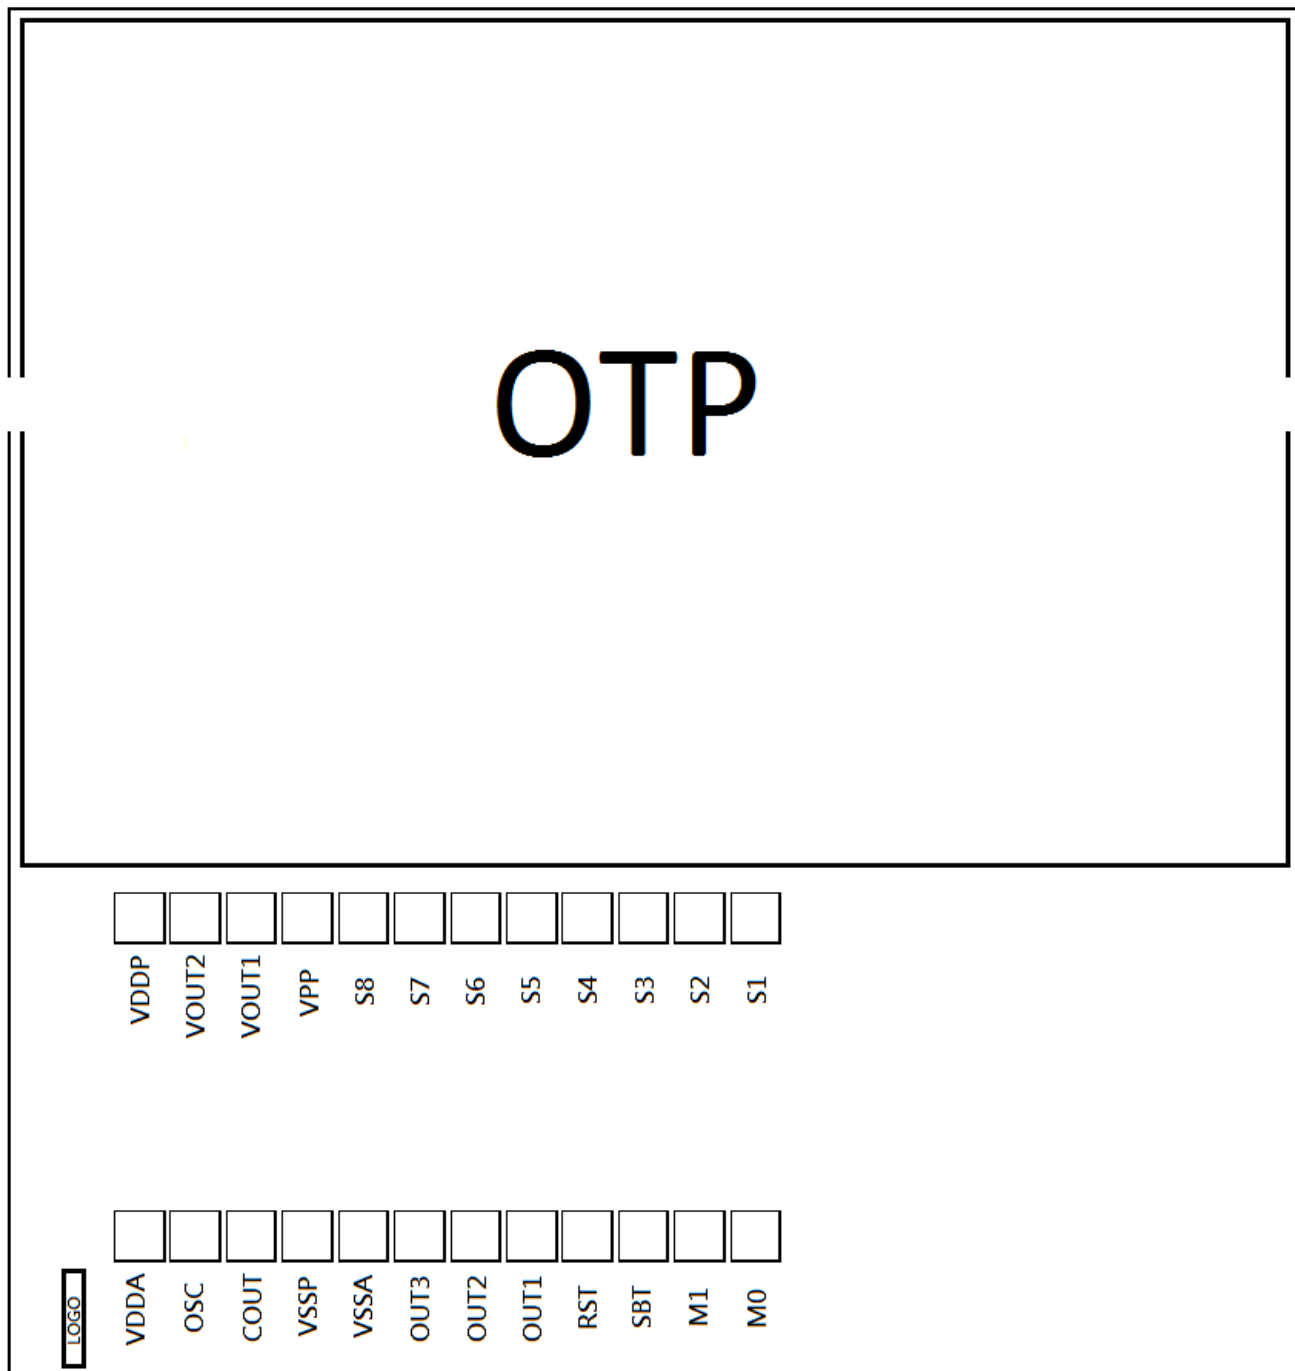 OTP
VDDP
VOUT2
VOUT1
VPP
S8
S7
S6
S5
S4
S3
S2
S1
VDDA
OSC
COUT
VSSP
VSSA
OUT3
OUT2
OUT1
RST
SBT
M1
M0
LOGO